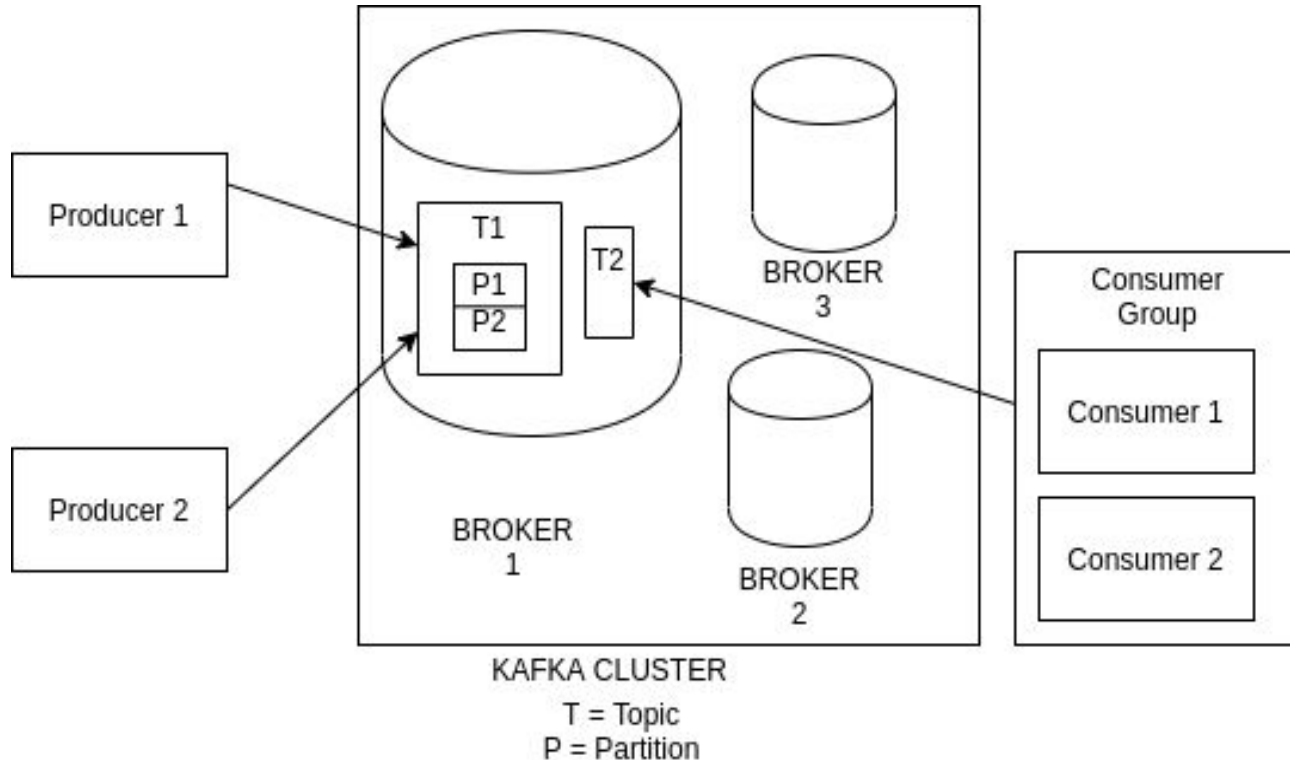 Producer 1
Producer 2
T1
P1
P2
T2
BROKER
1
BROKER
3
BROKER
2
Consumer
Group
Consumer 1
Consumer 2
KAFKA CLUSTER
T = Topic
P = Partition